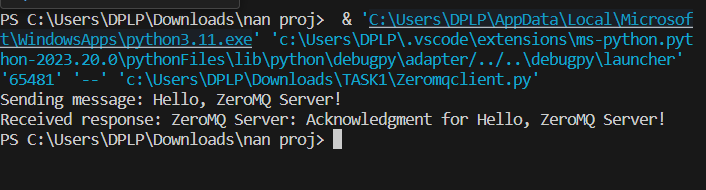 PS C:\Users\DPLP\Downloads\nan proj>  & 'C:\Users\DPLP\AppData\Local\Microsof
t\WindowsApps\python3.11.exe' 'c:\Users\DPLP\.vscode\extensions\ms-python.pyt
hon-2023.20.0\pythonFiles\lib\python\debugpy\adapter/../..\debugpy\launcher'
'65481' '--' 'c:\Users\DPLP\Downloads\TASK1\Zeromqclient.py'
Sending message: Hello, ZeroMQ Server!
Received response: ZeroMQ Server: Acknowledgment for Hello, ZeroMQ Server!
PS C:\Users\DPLP\Downloads\nan proj>